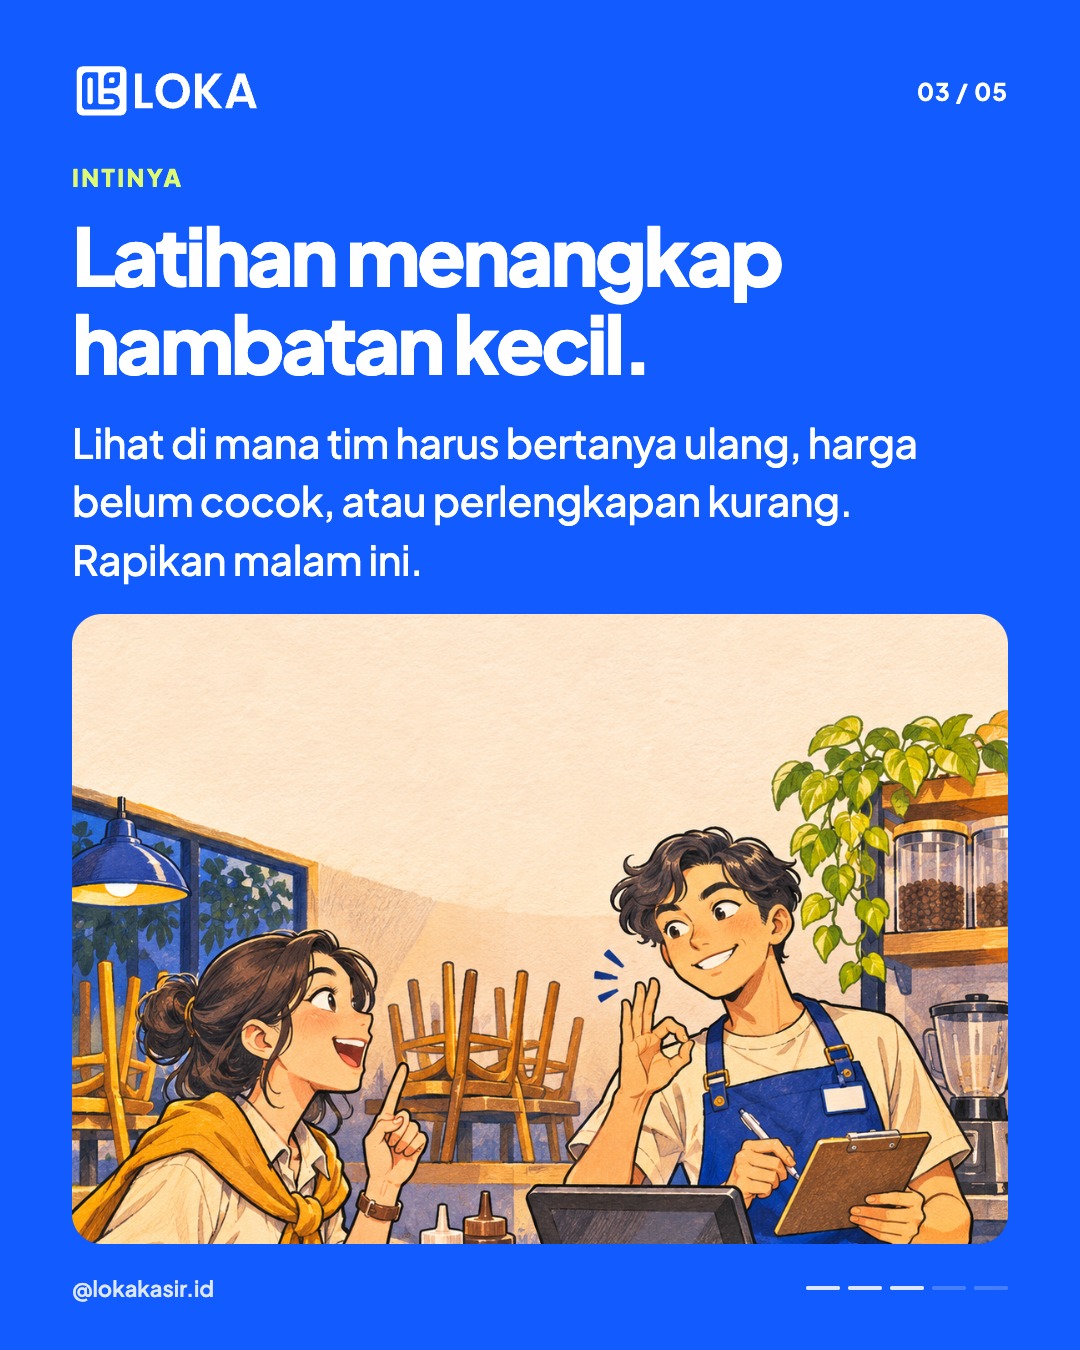 LOKA
03 / 05
INTINYA
Latihan menangkap
hambatan kecil.
Lihat di mana tim harus bertanya ulang, harga
belum cocok, atau perlengkapan kurang.
Rapikan malam ini.
@lokakasir.id